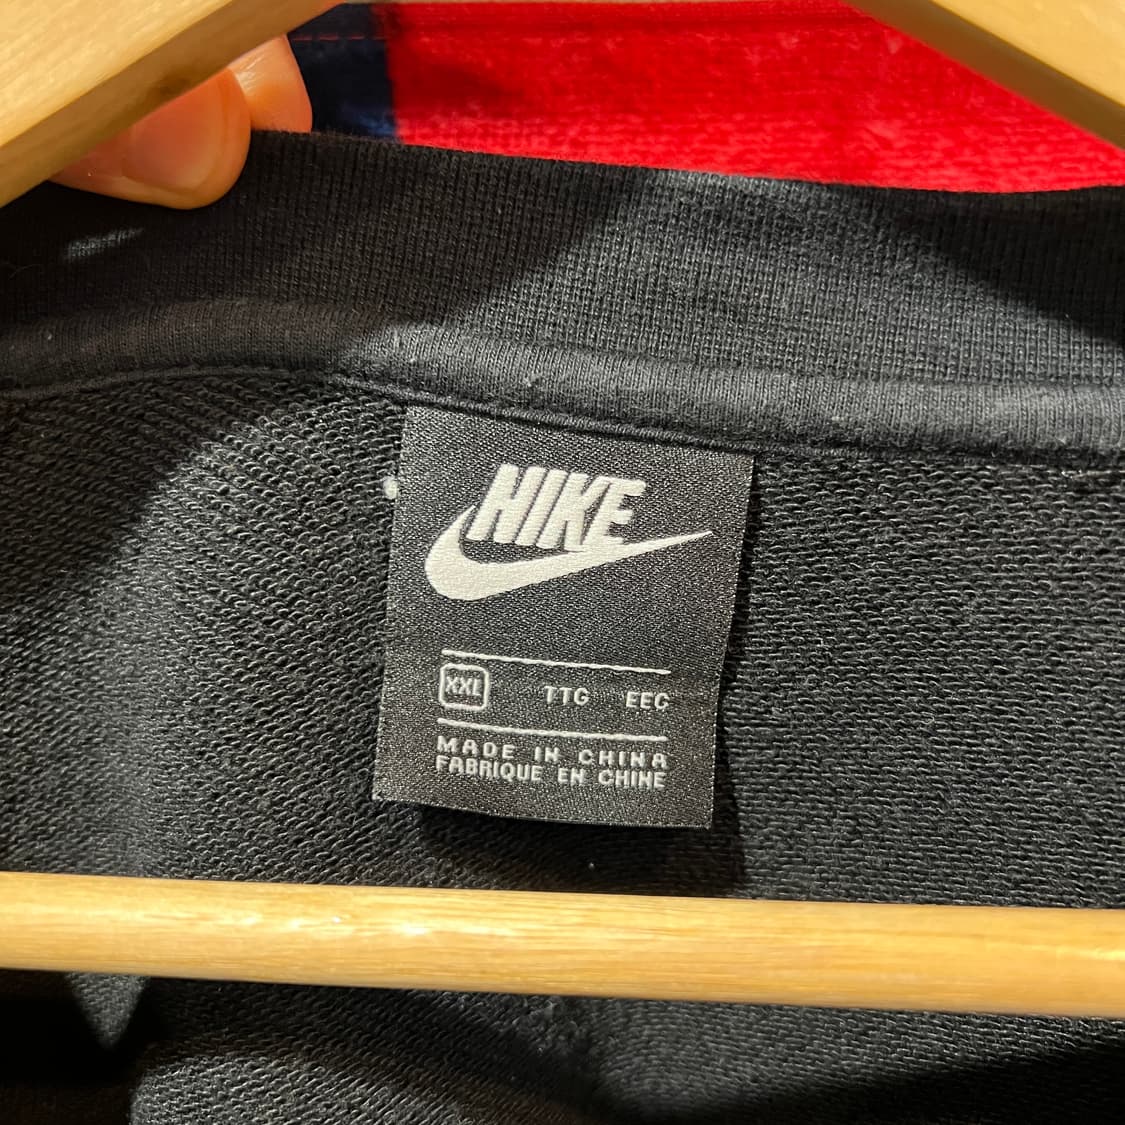 NIKE
XXL TTG EEG
MADE IN CHINA
FABRIQUE EN CHINE